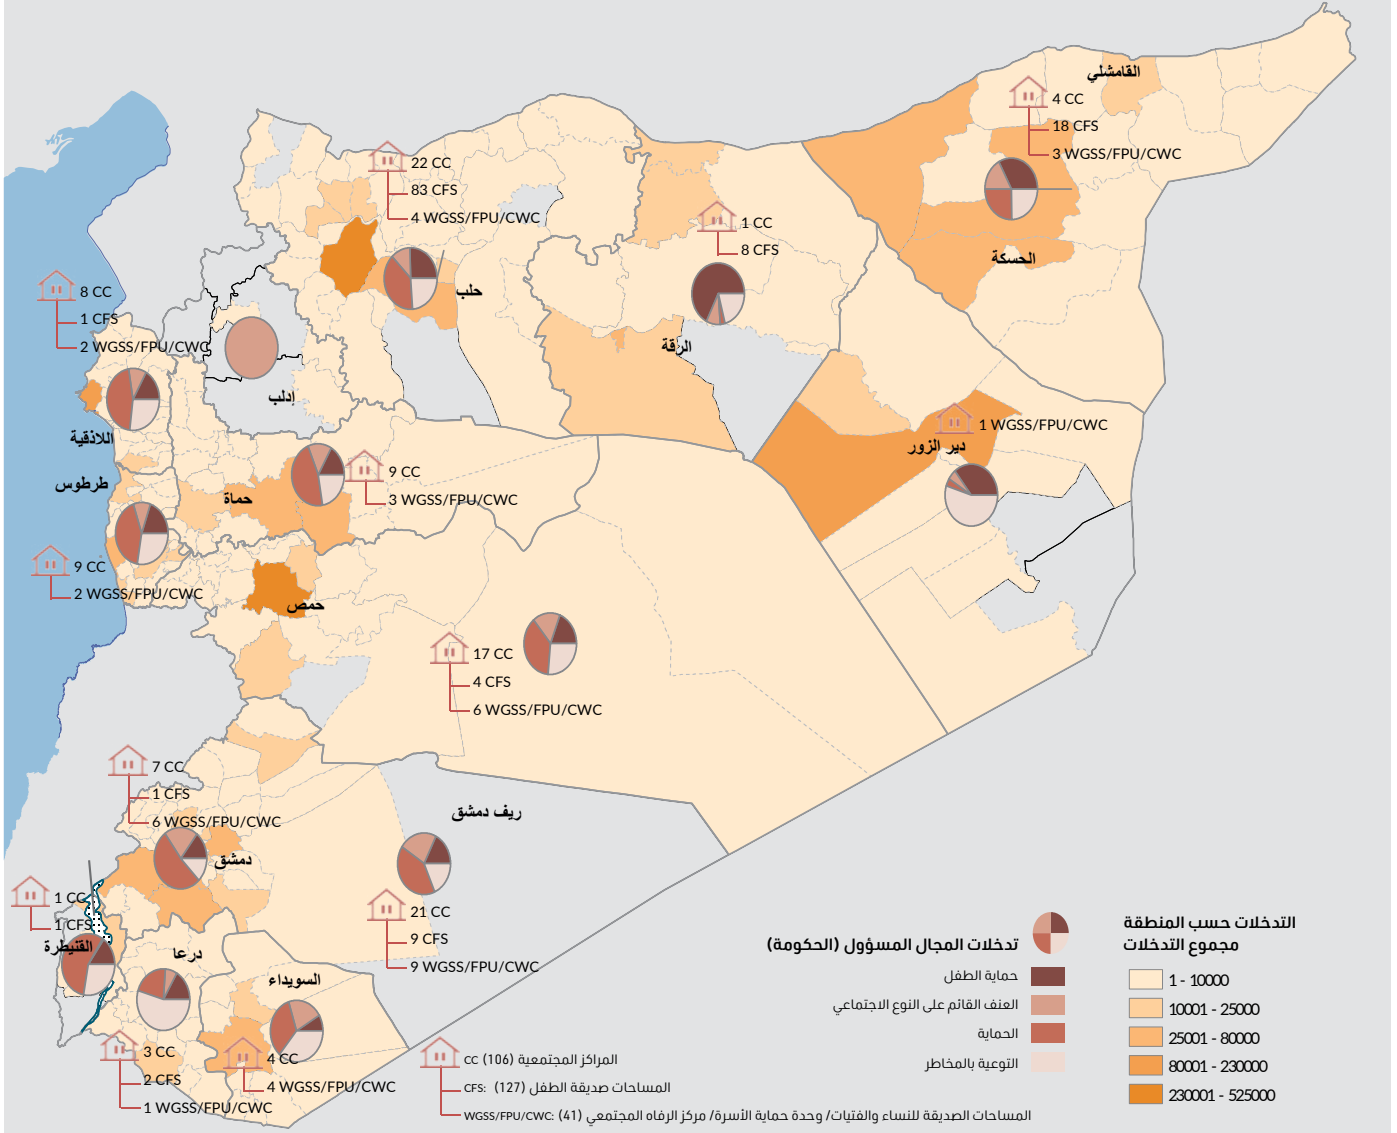 القامشلي
4 CC
18 CFS
3 WGSS/FPU/CWC
22 CC
83 CFS
4 WGSS/FPU/CWC
1 CC
8 CFS
الحسكة
حلب
8 CC
1 CFS
2 WGSS/FPU/CWC
الرقة
إدلب
1 WGSS/FPU/CWC
دير الزور
اللاذقية
9 CC
3 WGSS/FPU/CWC
طرطوس
حماة
9 CC
2 WGSS/FPU/CWC
حمص
17 CC
4 CFS
6 WGSS/FPU/CWC
7 CC
1 CFS
6 WGSS/FPU/CWC
ريف دمشق
دمشق
1 CC
1 CFS
القنيطرة
21 CC
9 CFS
9 WGSS/FPU/CWC
درعا
السويداء
3 CC
2 CFS
1 WGSS/FPU/CWC
4 CC
4 WGSS/FPU/CWC
التدخلات حسب المنطقة
مجموع التدخلات
1 - 10000
10001 - 25000
25001 - 80000
80001 - 230000
230001 - 525000
تدخلات المجال المسؤول (الحكومة)
حماية الطفل
العنف القائم على النوع الاجتماعي
الحماية
التوعية بالمخاطر
المراكز المجتمعية CC (106)
المساحات صديقة الطفل CFS: (127)
المساحات الصديقة للنساء والفتيات/ وحدة حماية الأسرة/ مركز الرفاه المجتمعي WGSS/FPU/CWC: (41)